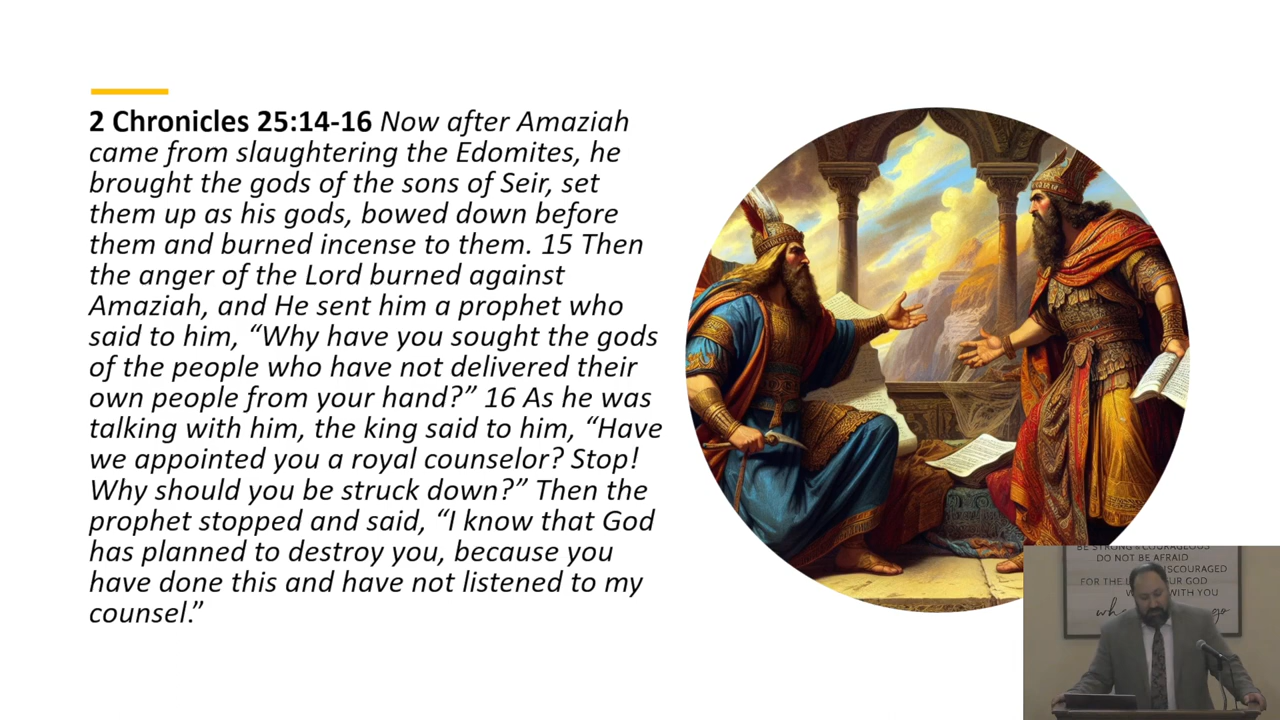 2 Chronicles 25:14-16 Now after Amaziah
came from slaughtering the Edomites, he
brought the gods of the sons of Seir, set
them up as his gods, bowed down before
them and burned incense to them. 15 Then
the anger of the Lord burned against
Amaziah, and He sent him a prophet who
said to him, “Why have you sought the gods
of the people who have not delivered their
own people from your hand?” 16 As he was
talking with him, the king said to him, “Have
we appointed you a royal counselor? Stop!
Why should you be struck down?” Then the
prophet stopped and said, “I know that God
has planned to destroy you, because you
have done this and have not listened to my
counsel.”
BE STRONG & COURAGEOUS
DO NOT BE AFRAID
ISCOURAGED
FOR THE L UR GOD
W WITH YOU
whe go